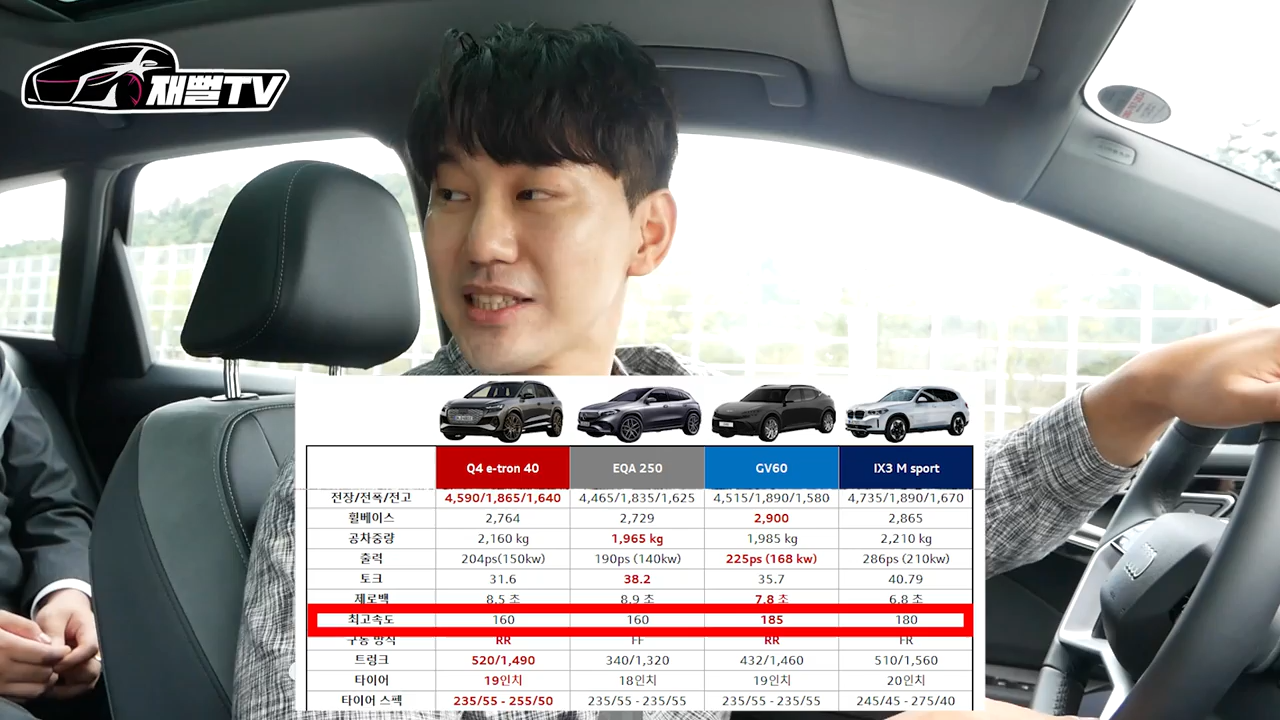 재뻘TV
Q4 e-tron 40 EQA 250 GV60 IX3 M sport
전장/전폭/전고 4,590/1,865/1,640 4,465/1,835/1,625 4,515/1,890/1,580 4,735/1,890/1,670
휠베이스 2,764 2,729 2,900 2,865
공차중량 2,160 kg 1,965 kg 1,985 kg 2,210 kg
출력 204ps(150kw) 190ps (140kw) 225ps (168 kw) 286ps (210kw)
토크 31.6 38.2 35.7 40.79
제로백 8.5 초 8.9 초 7.8 초 6.8 초
최고속도 160 160 185 180
구동 방식 RR FF RR FR
트렁크 520/1,490 340/1,320 432/1,460 510/1,560
타이어 19인치 18인치 19인치 20인치
타이어 스펙 235/55 - 255/50 235/55 - 235/55 235/55 - 235/55 245/45 - 275/40